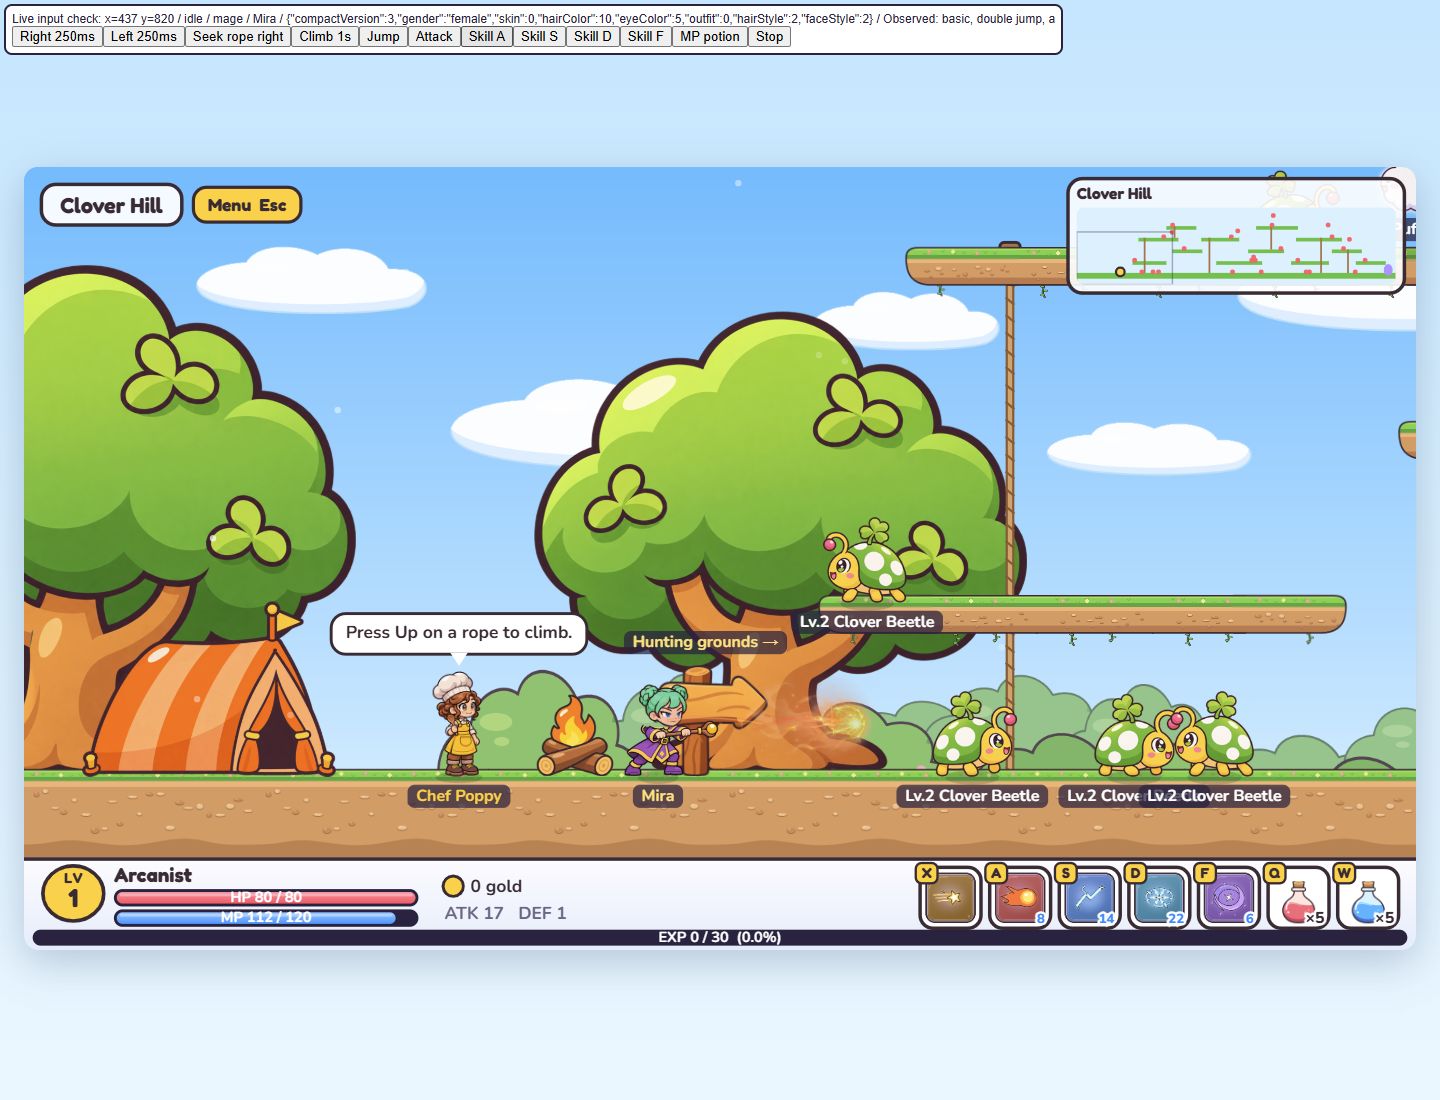 Live input check: x=437 y=820 / idle / mage / Mira / {"compactVersion":3,"gender":"female","skin":0,"hairColor":10,"eyeColor":5,"outfit":0,"hairStyle":2,"faceStyle":2} / Observed: basic, double jump, a
Right 250ms Left 250ms Seek rope right Climb 1s Jump Attack Skill A Skill S Skill D Skill F MP potion Stop
Clover Hill Menu Esc
Clover Hill
Lv.2 Clover Beetle
Press Up on a rope to climb.
Hunting grounds →
Chef Poppy
Mira
Lv.2 Clover Beetle
Lv.2 Clove
Lv.2 Clover Beetle
LV
1
Arcanist
HP 80 / 80
MP 112 / 120
0 gold
ATK 17 DEF 1
X
A 8
S 14
D 22
F 6
Q ×5
W ×5
EXP 0 / 30 (0.0%)